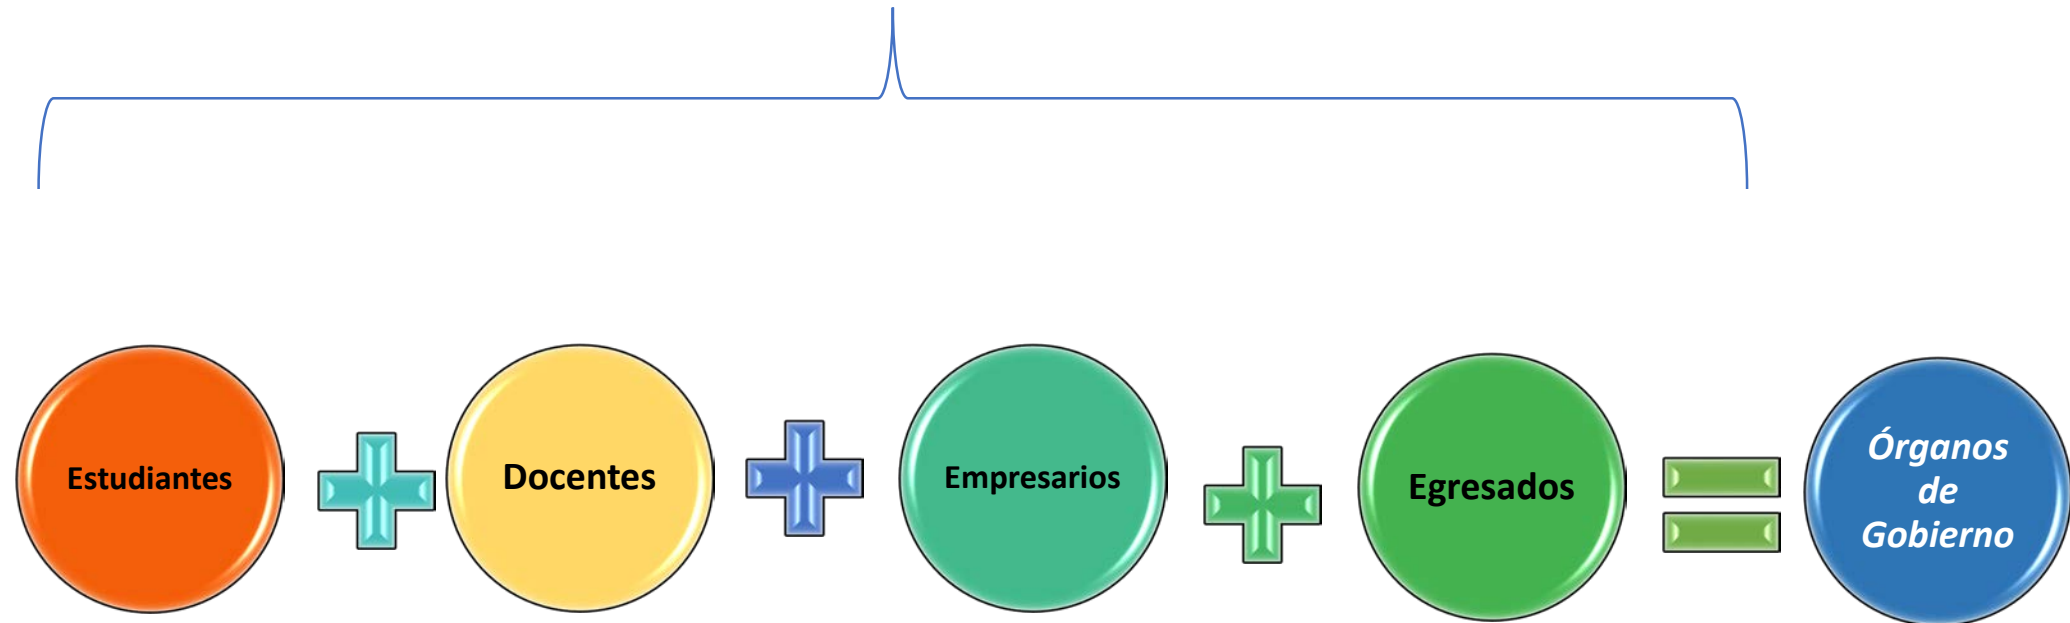 Estudiantes
Docentes
Empresarios
Egresados
Órganos
de
Gobierno